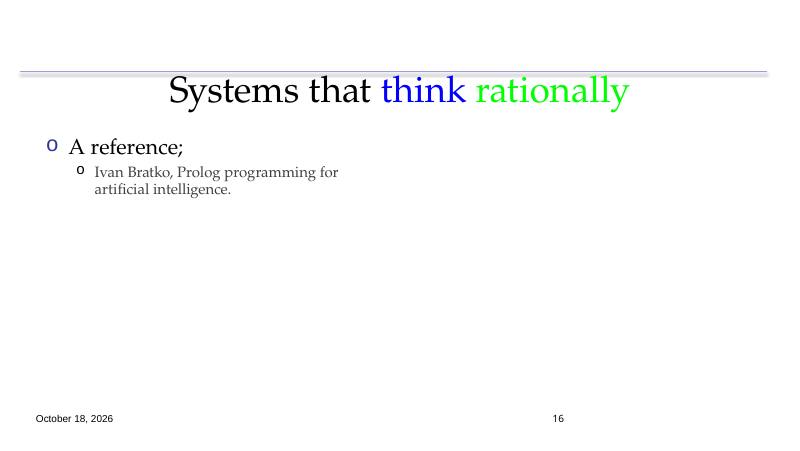 Systems that think rationally
o A reference;
o Ivan Bratko, Prolog programming for
artificial intelligence.
October 18, 2026
16